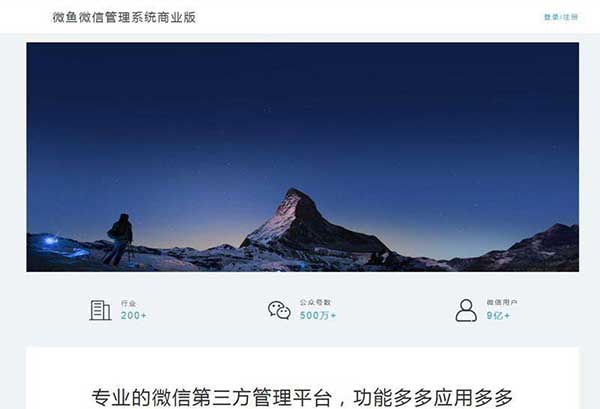 微鱼微信管理系统商业版
登录/注册
行业
200+
公众号数
500万+
微信用户
9亿+
专业的微信第三方管理平台，功能多多应用多多